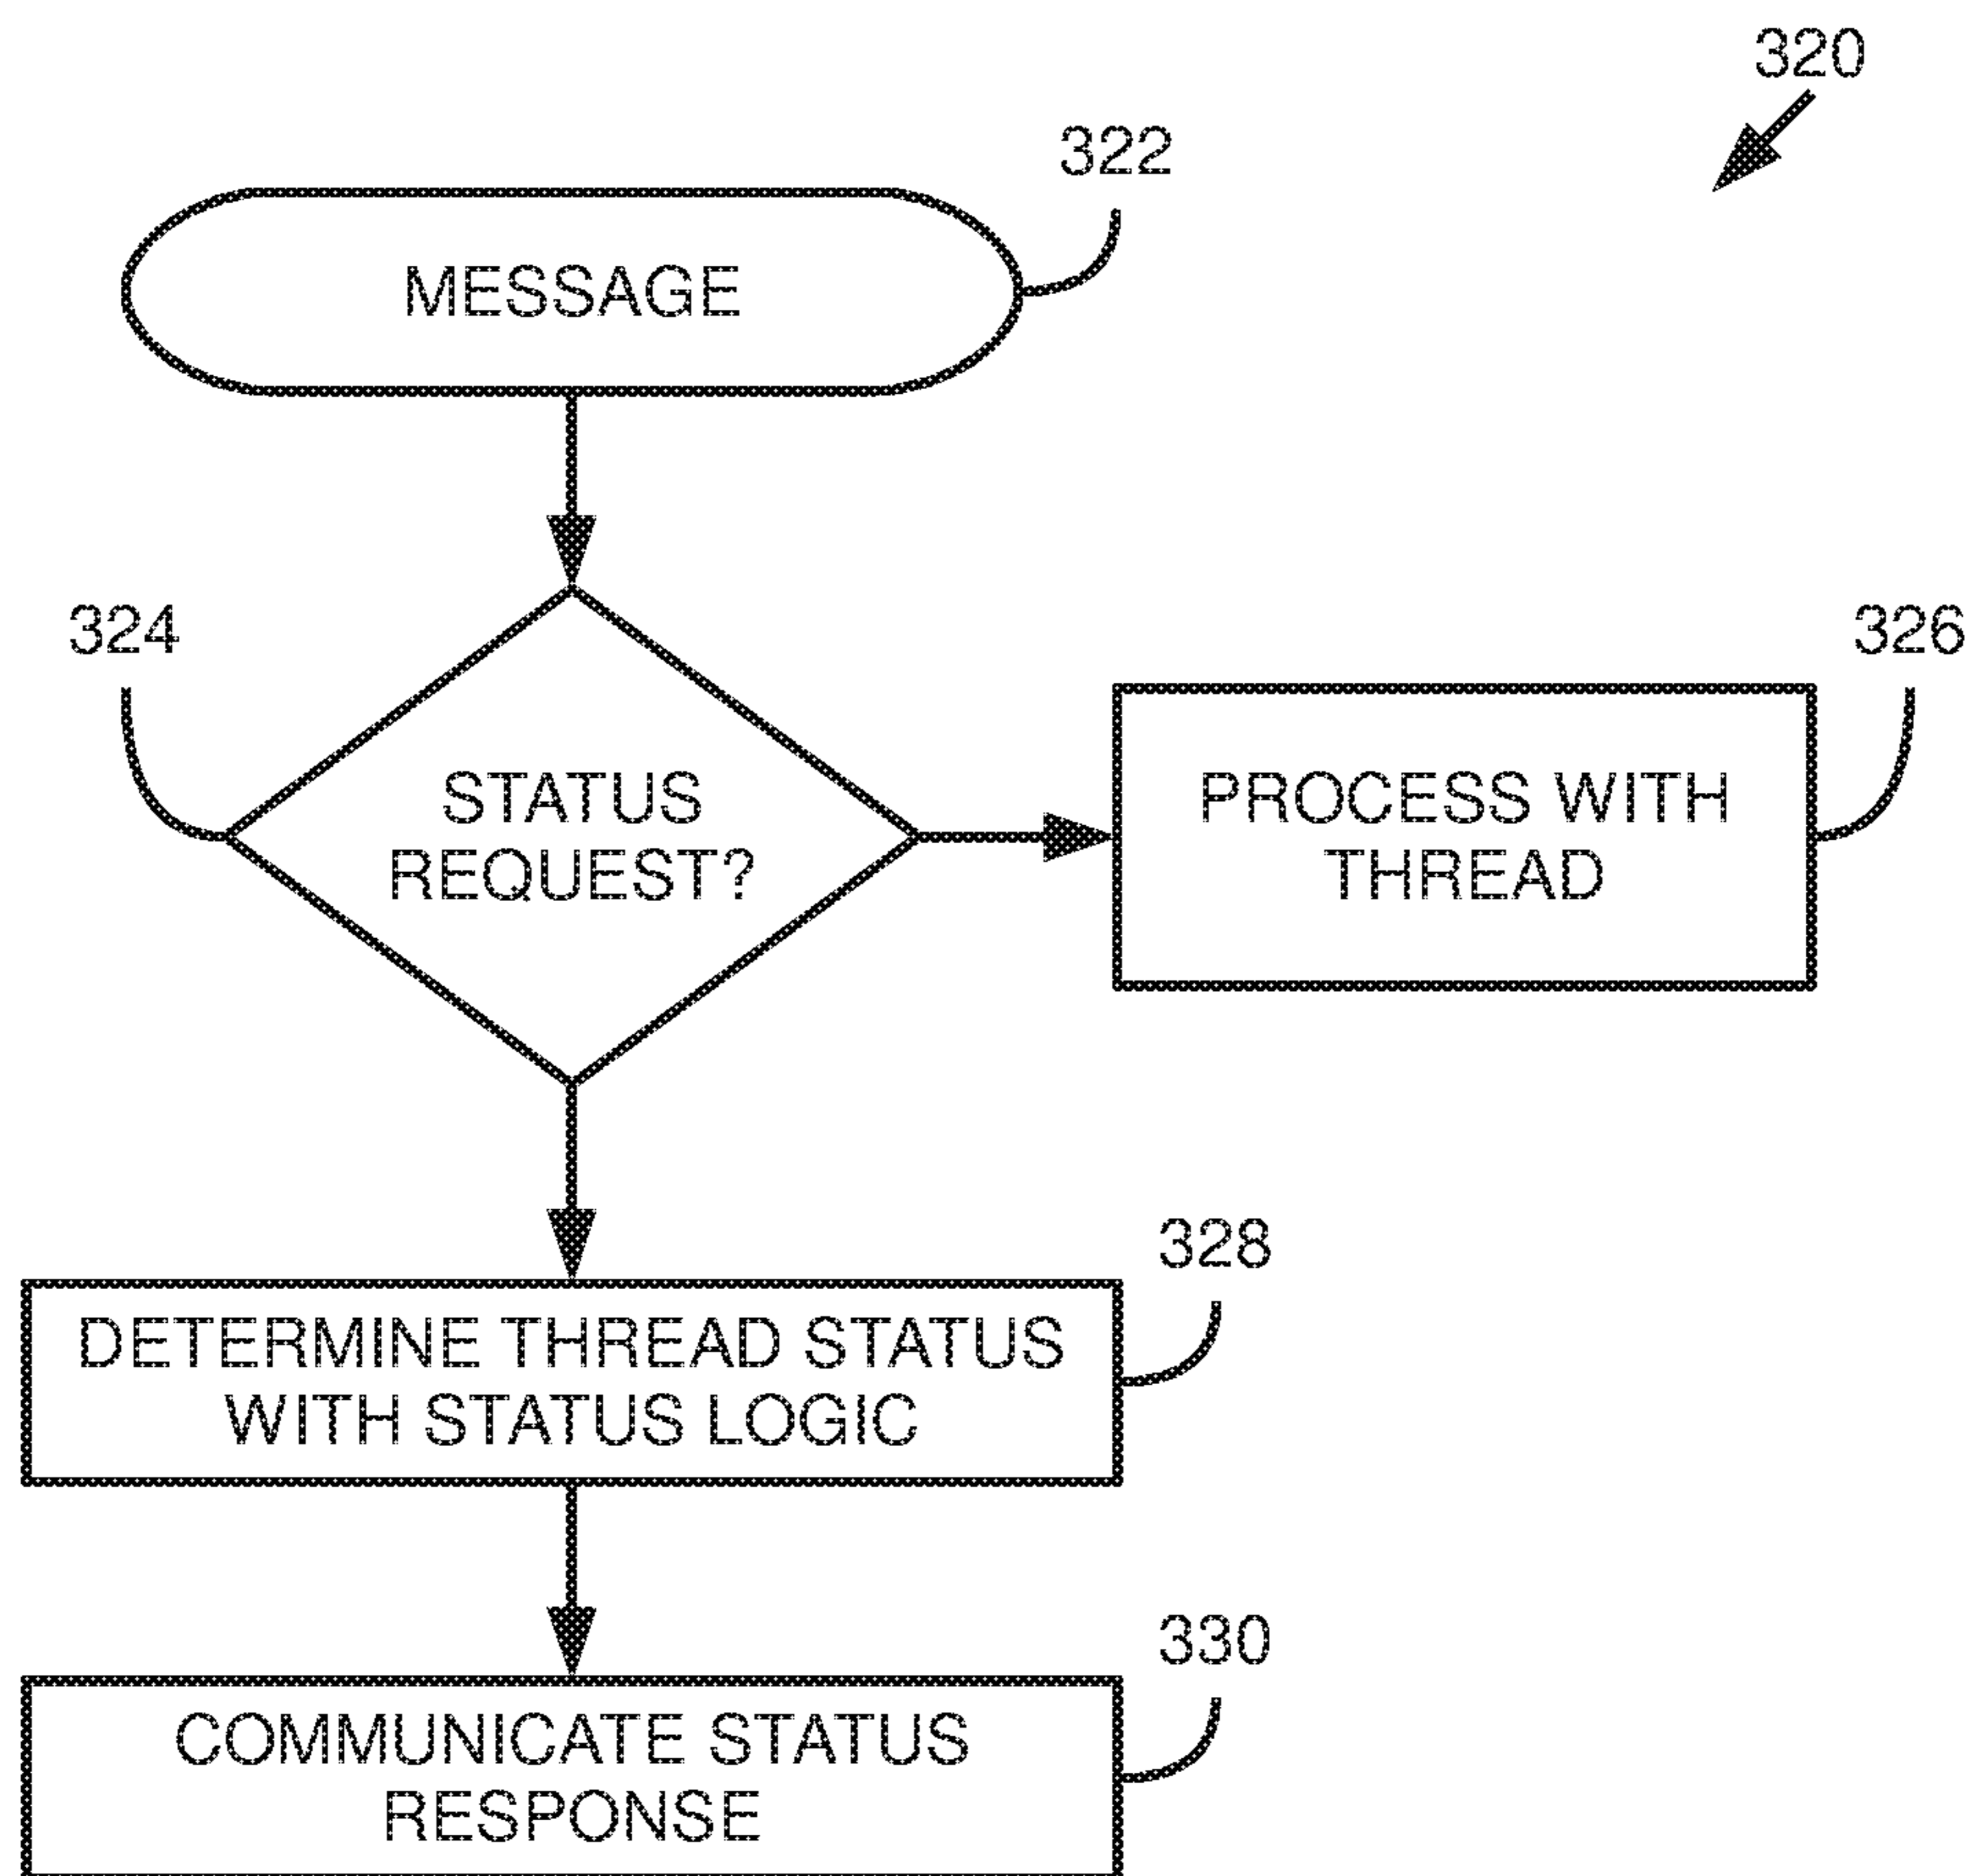 320
322
MESSAGE
324
326
STATUS
REQUEST?
PROCESS WITH
THREAD
328
DETERMINE THREAD STATUS
WITH STATUS LOGIC
330
COMMUNICATE STATUS
RESPONSE